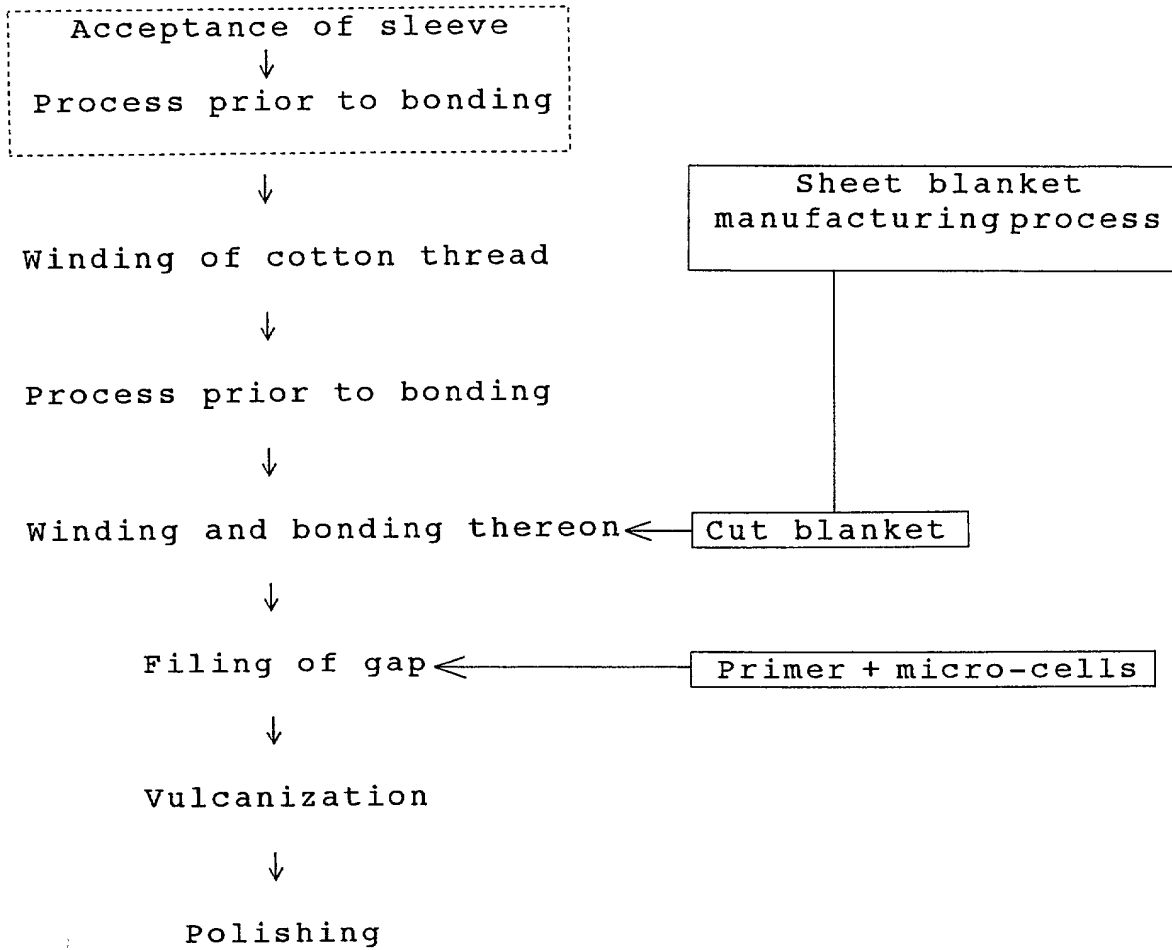 Acceptance of sleeve
↓
Process prior to bonding
↓
Sheet blanket
manufacturing process
Winding of cotton thread
↓
Process prior to bonding
↓
Winding and bonding thereon
Cut blanket
↓
Filing of gap
Primer + micro-cells
↓
Vulcanization
↓
Polishing